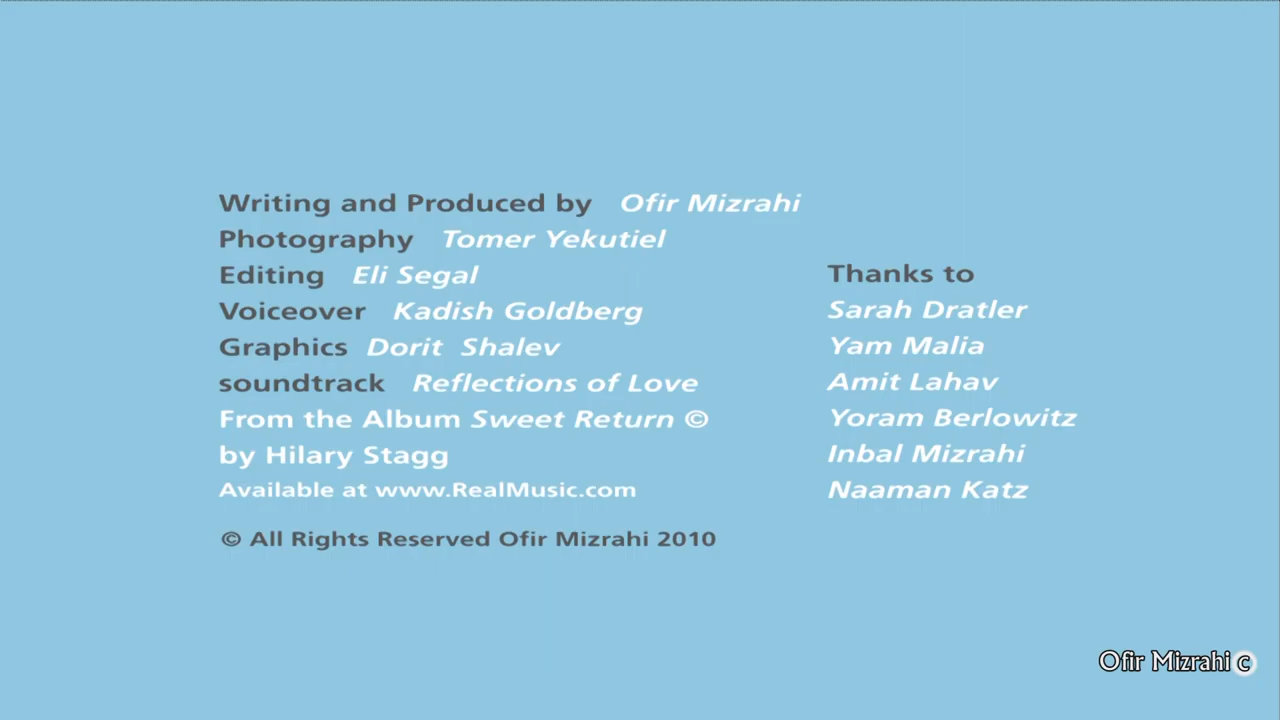 Writing and Produced by Ofir Mizrahi
Photography Tomer Yekutiel
Editing Eli Segal
Voiceover Kadish Goldberg
Graphics Dorit Shalev
soundtrack Reflections of Love
From the Album Sweet Return ©
by Hilary Stagg
Available at www.RealMusic.com
© All Rights Reserved Ofir Mizrahi 2010
Thanks to
Sarah Dratler
Yam Malia
Amit Lahav
Yoram Berlowitz
Inbal Mizrahi
Naaman Katz
Ofir Mizrahi c